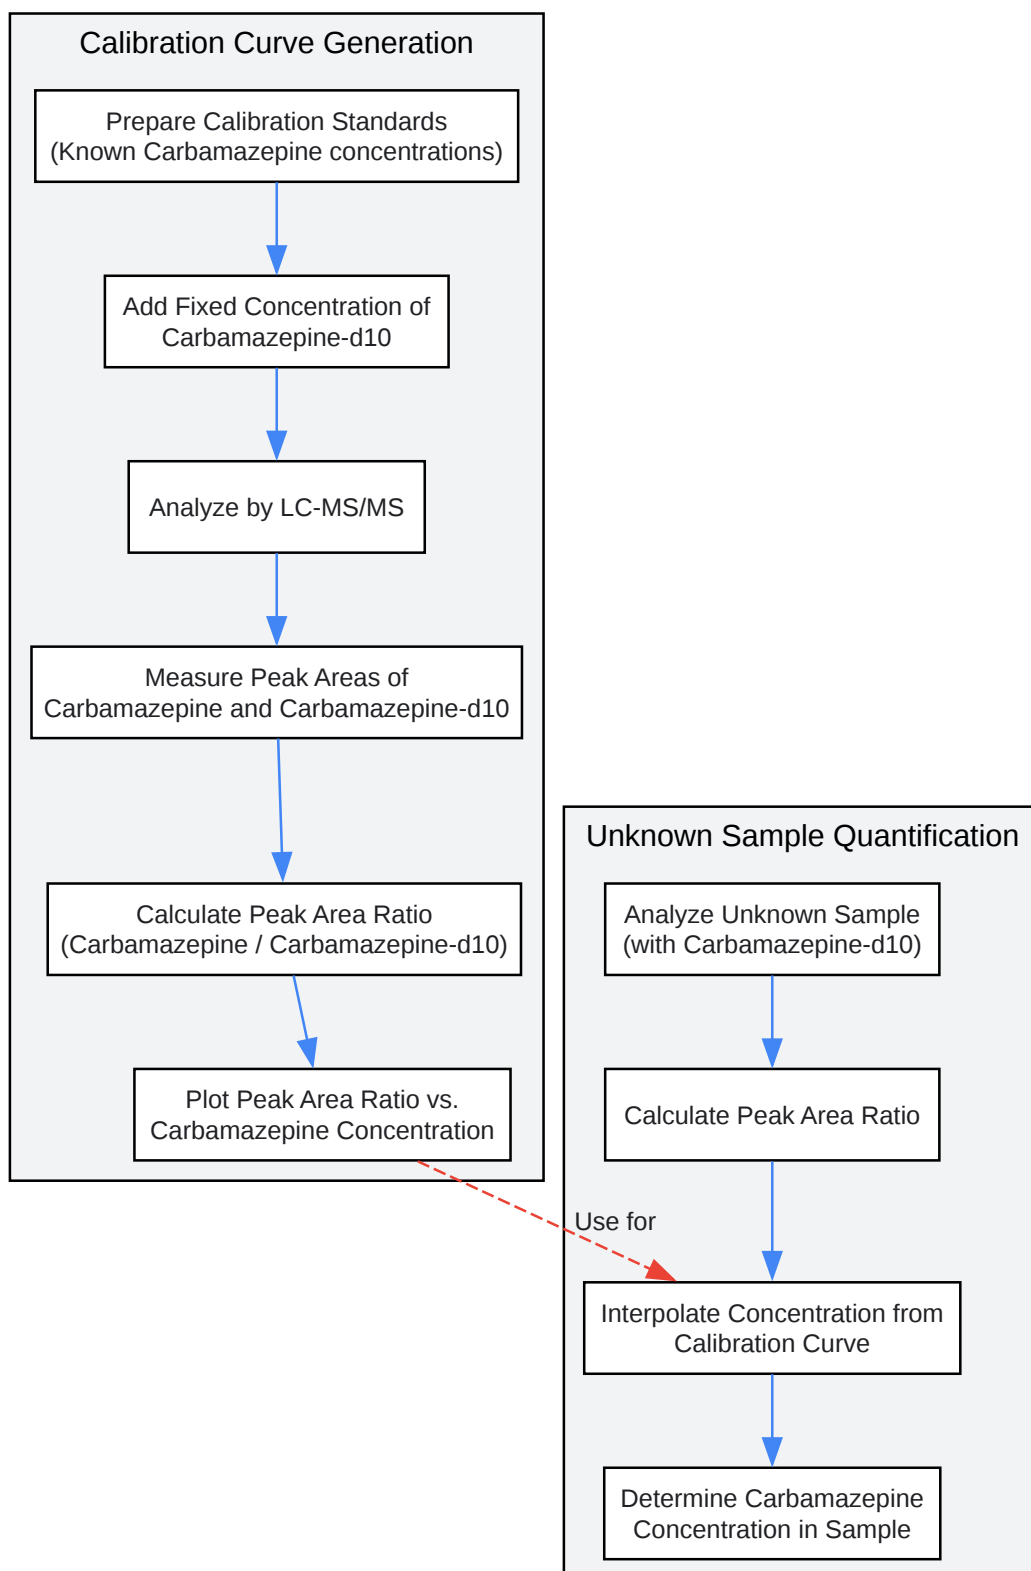 Calibration Curve Generation
Prepare Calibration Standards
(Known Carbamazepine concentrations)
Add Fixed Concentration of
Carbamazepine-d10
Analyze by LC-MS/MS
Measure Peak Areas of
Carbamazepine and Carbamazepine-d10
Calculate Peak Area Ratio
(Carbamazepine / Carbamazepine-d10)
Plot Peak Area Ratio vs.
Carbamazepine Concentration
Use for
Unknown Sample Quantification
Analyze Unknown Sample
(with Carbamazepine-d10)
Calculate Peak Area Ratio
Interpolate Concentration from
Calibration Curve
Determine Carbamazepine
Concentration in Sample